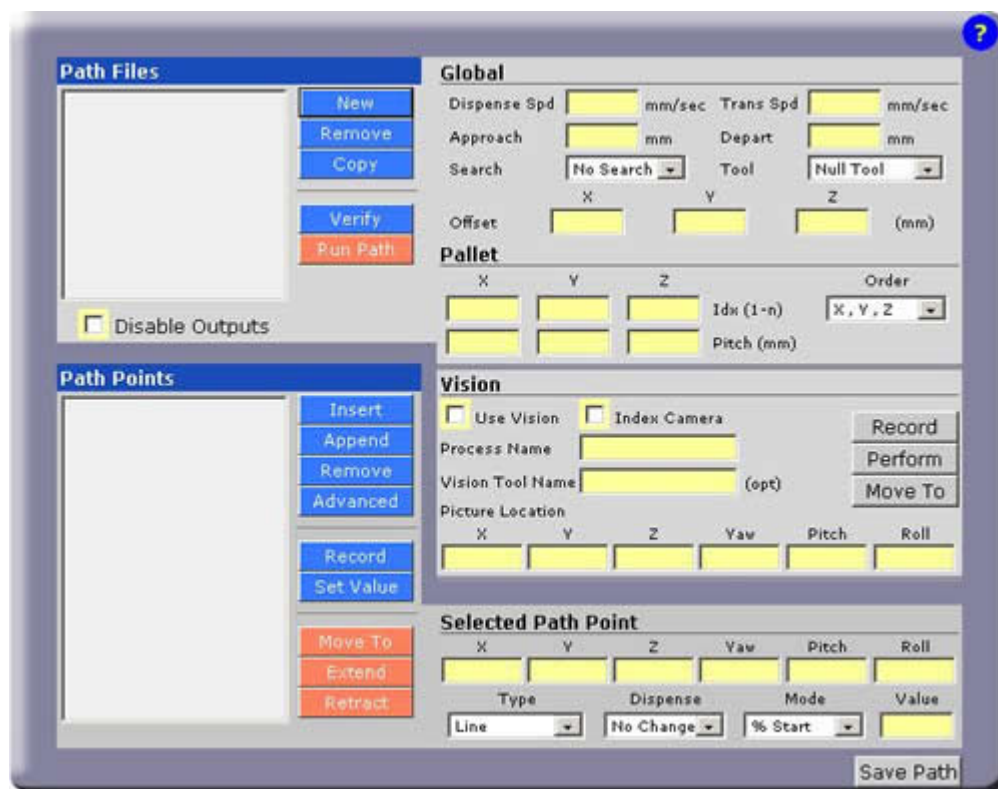 ?
Path Files
New
Remove
Copy
Verify
Run Path
Disable Outputs
Global
Dispense Spd mm/sec Trans Spd mm/sec
Approach mm Depart mm
Search No Search Tool Null Tool
X Y Z
Offset (mm)
Pallet
X Y Z Order
Idx (1-n) X, Y, Z
Pitch (mm)
Path Points
Insert
Append
Remove
Advanced
Record
Set Value
Move To
Extend
Retract
Vision
Use Vision Index Camera
Record
Process Name
Perform
Vision Tool Name (opt)
Move To
Picture Location
X Y Z Yaw Pitch Roll
Selected Path Point
X Y Z Yaw Pitch Roll
Type Dispense Mode Value
Line No Change % Start
Save Path